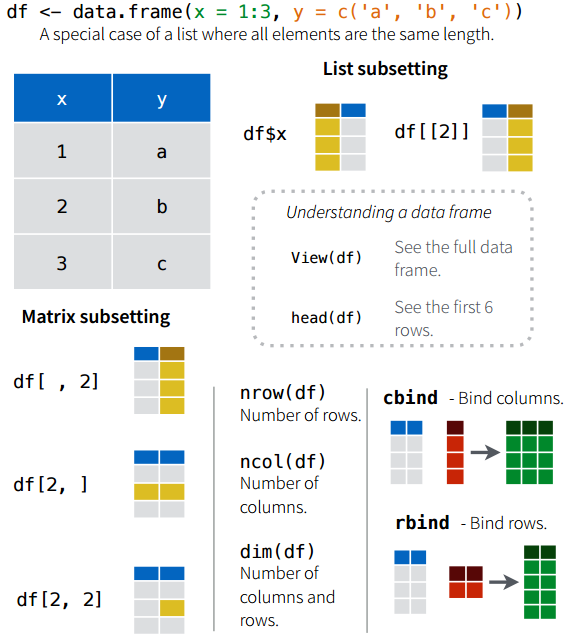 df <- data.frame(x = 1:3, y = c('a', 'b', 'c'))
A special case of a list where all elements are the same length.
List subsetting
x y
1 a
2 b
3 c
df$x
df[[2]]
Understanding a data frame
View(df)
See the full data
frame.
head(df)
See the first 6
rows.
Matrix subsetting
df[ , 2]
df[2, ]
df[2, 2]
nrow(df)
Number of rows.
ncol(df)
Number of
columns.
dim(df)
Number of
columns and
rows.
cbind - Bind columns.
rbind - Bind rows.